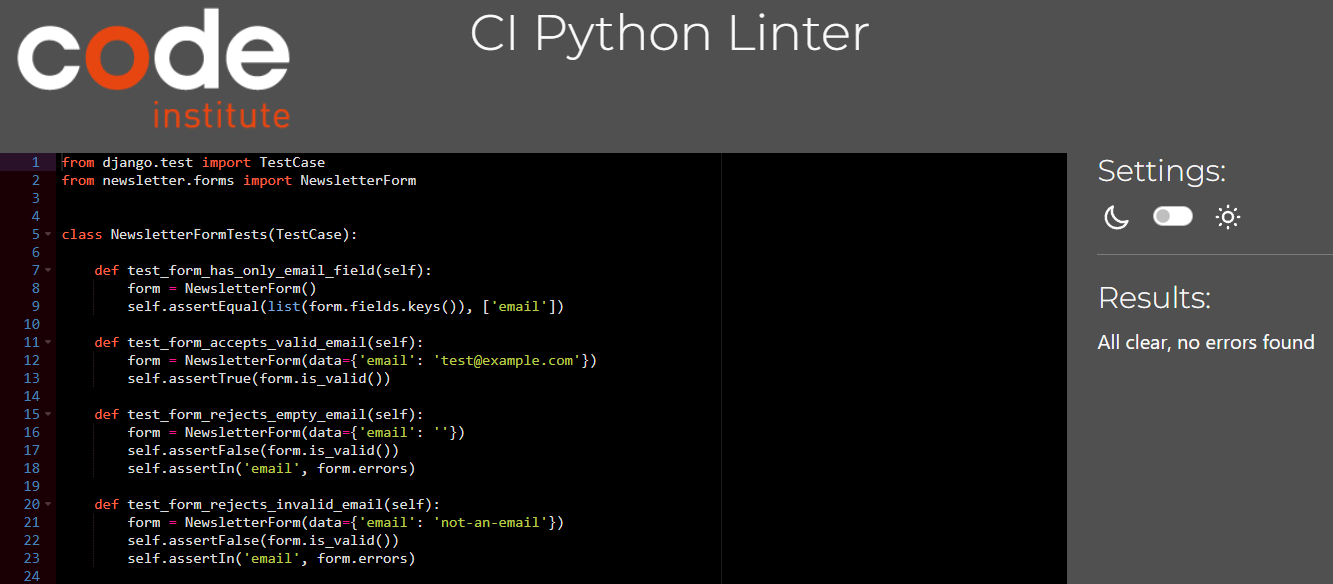 code
institute
CI Python Linter
1 from django.test import TestCase
2 from newsletter.forms import NewsletterForm
3
4
5 class NewsletterFormTests(TestCase):
6
7     def test_form_has_only_email_field(self):
8         form = NewsletterForm()
9         self.assertEqual(list(form.fields.keys()), ['email'])
10
11     def test_form_accepts_valid_email(self):
12         form = NewsletterForm(data={'email': 'test@example.com'})
13         self.assertTrue(form.is_valid())
14
15     def test_form_rejects_empty_email(self):
16         form = NewsletterForm(data={'email': ''})
17         self.assertFalse(form.is_valid())
18         self.assertIn('email', form.errors)
19
20     def test_form_rejects_invalid_email(self):
21         form = NewsletterForm(data={'email': 'not-an-email'})
22         self.assertFalse(form.is_valid())
23         self.assertIn('email', form.errors)
24
Settings:
Results:
All clear, no errors found